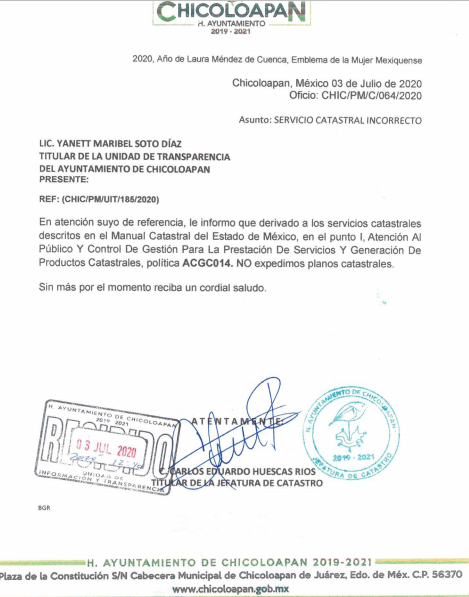 CHICOLOAPAN
H. AYUNTAMIENTO
2019 - 2021
2020, Año de Laura Méndez de Cuenca, Emblema de la Mujer Mexiquense
Chicoloapan, México 03 de Julio de 2020
Oficio: CHIC/PM/C/064/2020
Asunto: SERVICIO CATASTRAL INCORRECTO
LIC. YANETT MARIBEL SOTO DÍAZ
TITULAR DE LA UNIDAD DE TRANSPARENCIA
DEL AYUNTAMIENTO DE CHICOLOAPAN
PRESENTE:
REF: (CHIC/PM/UIT/185/2020)
En atención suyo de referencia, le informo que derivado a los servicios catastrales
descritos en el Manual Catastral del Estado de México, en el punto I, Atención Al
Público Y Control De Gestión Para La Prestación De Servicios Y Generación De
Productos Catastrales, política ACGC014. NO expedimos planos catastrales.
Sin más por el momento reciba un cordial saludo.
H. AYUNTAMIENTO DE CHICOLOAPAN
2019 2021
RECIBIDO
03 JUL 2020
UNIDAD DE
INFORMACIÓN Y TRANSPARENCIA
ATENTAMENTE:
C. CARLOS EDUARDO HUESCAS RIOS
TITULAR DE LA JEFATURA DE CATASTRO
H. AYUNTAMIENTO DE CHICOLOAPAN
2019 - 2021
JEFATURA DE CATASTRO
BGR
H. AYUNTAMIENTO DE CHICOLOAPAN 2019-2021
Plaza de la Constitución S/N Cabecera Municipal de Chicoloapan de Juárez, Edo. de Méx. C.P. 56370
www.chicoloapan.gob.mx